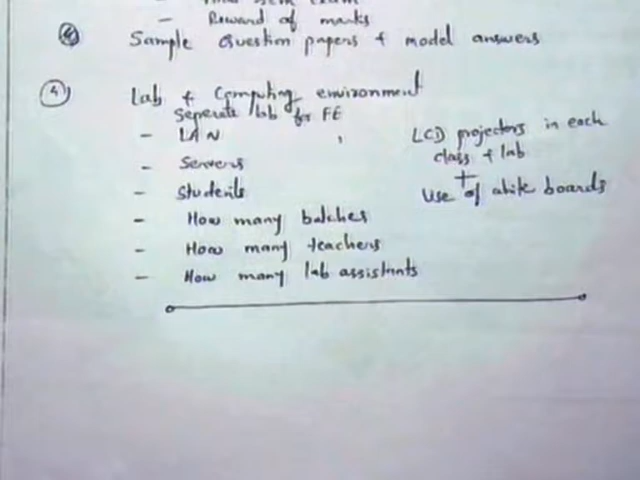 - Reward of marks
Sample Question papers + model answers
④ Lab & Computing environment
Seperate lab for FE
- LAN
LCD projectors in each
class + lab
- Servers
+
- Students
Use of white boards
- How many batches
- How many teachers
- How many lab assistants